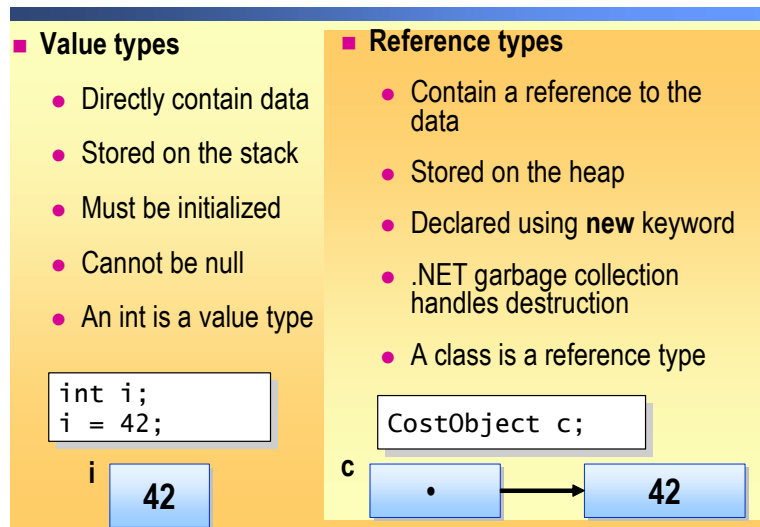 Value types
Directly contain data
Stored on the stack
Must be initialized
Cannot be null
An int is a value type
int i;
i = 42;
i
42
Reference types
Contain a reference to the
data
Stored on the heap
Declared using new keyword
.NET garbage collection
handles destruction
A class is a reference type
CostObject c;
c
42